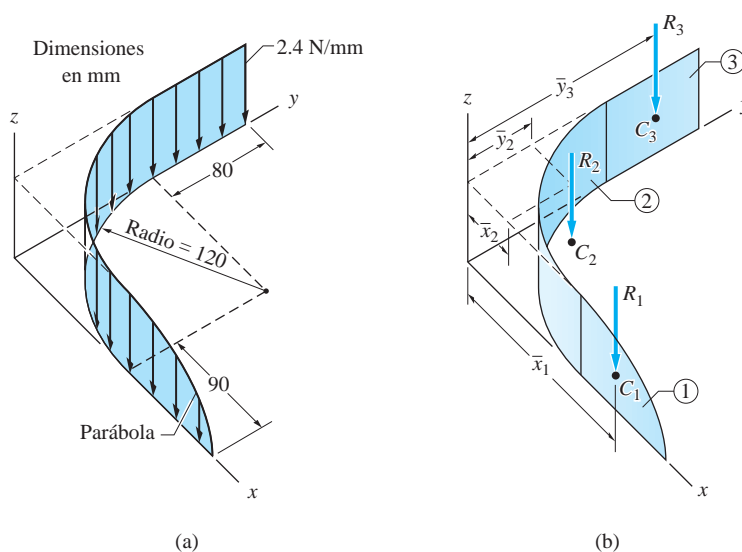 Dimensiones
en mm
2.4 N/mm
z
y
80
Radio = 120
90
Parábola
x
(a)
R3
3
z
ȳ3
ȳ2
C3
R2
2
x̄2
C2
R1
x̄1
C1
1
x
(b)